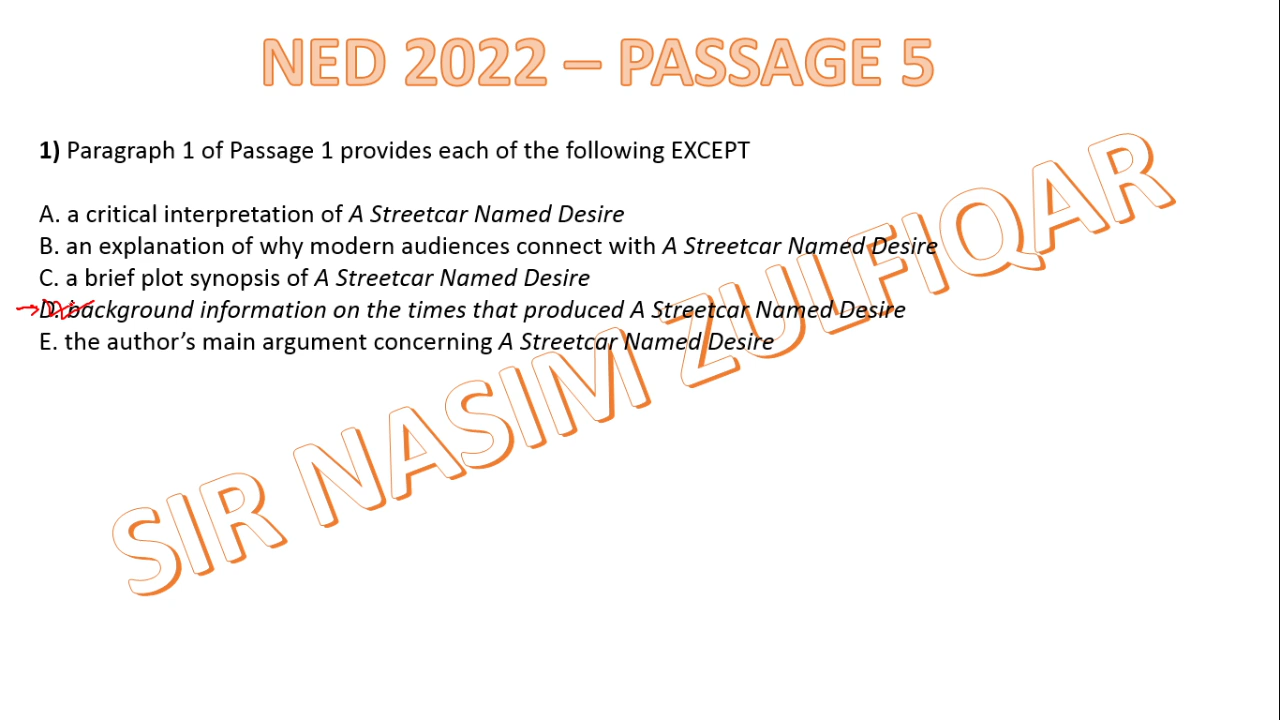 NED 2022 – PASSAGE 5
1) Paragraph 1 of Passage 1 provides each of the following EXCEPT
A. a critical interpretation of A Streetcar Named Desire
B. an explanation of why modern audiences connect with A Streetcar Named Desire
C. a brief plot synopsis of A Streetcar Named Desire
D. background information on the times that produced A Streetcar Named Desire
E. the author’s main argument concerning A Streetcar Named Desire
SIR NASIM ZULFIQAR